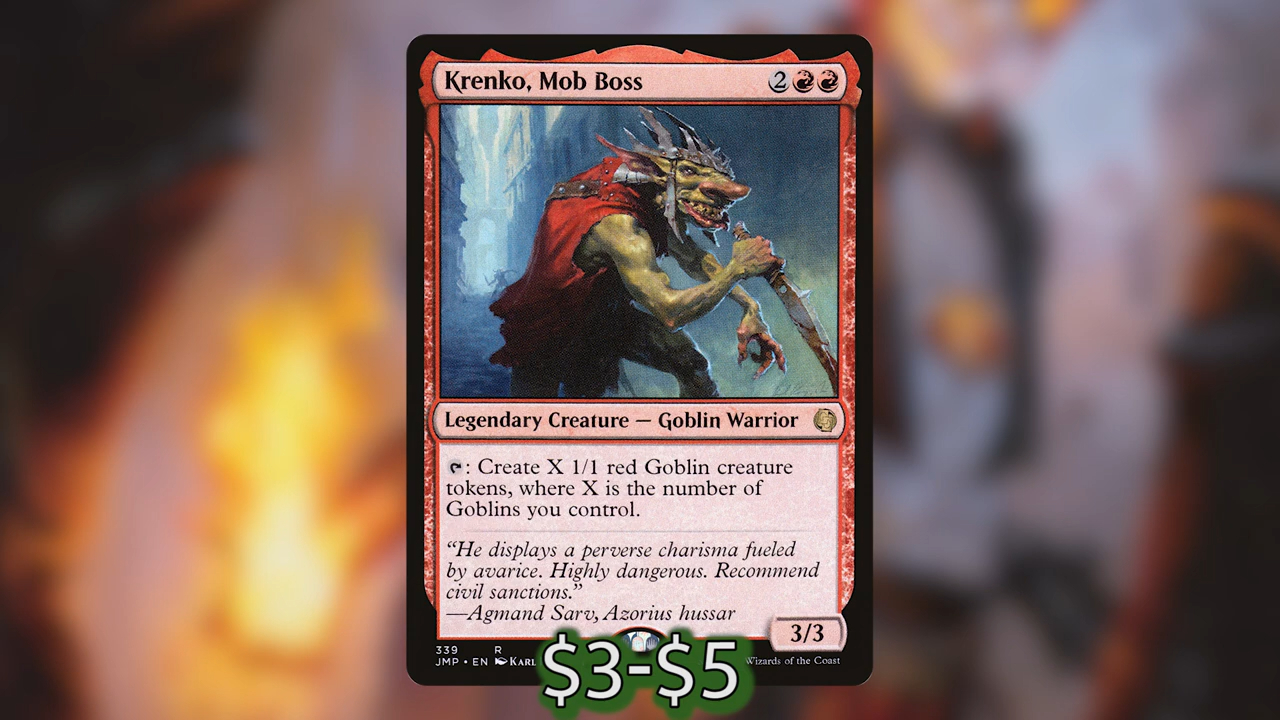 Krenko, Mob Boss 2
Legendary Creature — Goblin Warrior
: Create X 1/1 red Goblin creature
tokens, where X is the number of
Goblins you control.
“He displays a perverse charisma fueled
by avarice. Highly dangerous. Recommend
civil sanctions.”
—Agmand Sarv, Azorius hussar
3/3
339 R
JMP • EN KARL
Wizards of the Coast
$3-$5